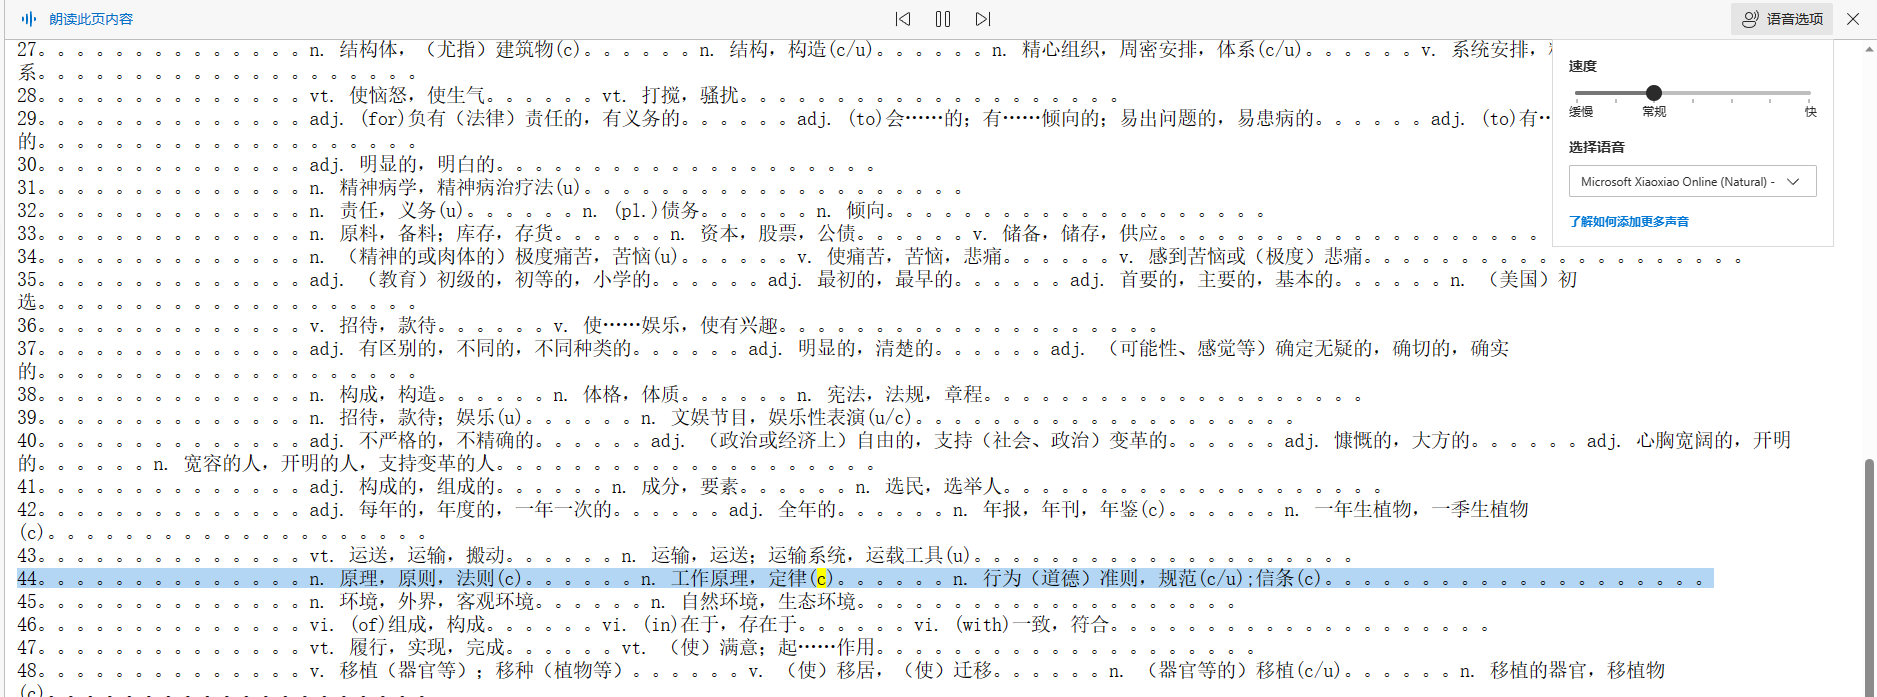 朗读此页内容
语音选项
27。。。。。。。。。。。。。。n. 结构体，（尤指）建筑物(c)。。。。。。n. 结构，构造(c/u)。。。。。。n. 精心组织，周密安排，体系(c/u)。。。。。。v. 系统安排，
系。。。。。。。。。。。。。。。。。。。。
28。。。。。。。。。。。。。。vt. 使恼怒，使生气。。。。。。vt. 打搅，骚扰。。。。。。。。。。。。。。。。。。。。
29。。。。。。。。。。。。。。adj. (for)负有（法律）责任的，有义务的。。。。。。adj. (to)会……的；有……倾向的；易出问题的，易患病的。。。。。。adj. (to)有…
的。。。。。。。。。。。。。。。。。。。。
30。。。。。。。。。。。。。。adj. 明显的，明白的。。。。。。。。。。。。。。。。。。。。
31。。。。。。。。。。。。。。n. 精神病学，精神病治疗法(u)。。。。。。。。。。。。。。。。。。。。
32。。。。。。。。。。。。。。n. 责任，义务(u)。。。。。。n. (pl.)债务。。。。。。n. 倾向。。。。。。。。。。。。。。。。。。。。
33。。。。。。。。。。。。。。n. 原料，备料；库存，存货。。。。。。n. 资本，股票，公债。。。。。。v. 储备，储存，供应。。。。。。。。。。。。。。。。。。。。
34。。。。。。。。。。。。。。n. （精神的或肉体的）极度痛苦，苦恼(u)。。。。。。v. 使痛苦，苦恼，悲痛。。。。。。v. 感到苦恼或（极度）悲痛。。。。。。。。。。。。。。。。。。。。
35。。。。。。。。。。。。。。adj. （教育）初级的，初等的，小学的。。。。。。adj. 最初的，最早的。。。。。。adj. 首要的，主要的，基本的。。。。。。n. （美国）初
选。。。。。。。。。。。。。。。。。。。。
36。。。。。。。。。。。。。。v. 招待，款待。。。。。。v. 使……娱乐，使有兴趣。。。。。。。。。。。。。。。。。。。。
37。。。。。。。。。。。。。。adj. 有区别的，不同的，不同种类的。。。。。。adj. 明显的，清楚的。。。。。。adj. （可能性、感觉等）确定无疑的，确切的，确实
的。。。。。。。。。。。。。。。。。。。。
38。。。。。。。。。。。。。。n. 构成，构造。。。。。。n. 体格，体质。。。。。。n. 宪法，法规，章程。。。。。。。。。。。。。。。。。。。。
39。。。。。。。。。。。。。。n. 招待，款待；娱乐(u)。。。。。。n. 文娱节目，娱乐性表演(u/c)。。。。。。。。。。。。。。。。。。。。
40。。。。。。。。。。。。。。adj. 不严格的，不精确的。。。。。。adj. （政治或经济上）自由的，支持（社会、政治）变革的。。。。。。adj. 慷慨的，大方的。。。。。。adj. 心胸宽阔的，开明
的。。。。。。n. 宽容的人，开明的人，支持变革的人。。。。。。。。。。。。。。。。。。。。
41。。。。。。。。。。。。。。adj. 构成的，组成的。。。。。。n. 成分，要素。。。。。。n. 选民，选举人。。。。。。。。。。。。。。。。。。。。
42。。。。。。。。。。。。。。adj. 每年的，年度的，一年一次的。。。。。。adj. 全年的。。。。。。n. 年报，年刊，年鉴(c)。。。。。。n. 一年生植物，一季生植物
(c)。。。。。。。。。。。。。。。。。。。。
43。。。。。。。。。。。。。。vt. 运送，运输，搬动。。。。。。n. 运输，运送；运输系统，运载工具(u)。。。。。。。。。。。。。。。。。。。。
44。。。。。。。。。。。。。。n. 原理，原则，法则(c)。。。。。。n. 工作原理，定律(c)。。。。。。n. 行为（道德）准则，规范(c/u);信条(c)。。。。。。。。。。。。。。。。。。。。
45。。。。。。。。。。。。。。n. 环境，外界，客观环境。。。。。。n. 自然环境，生态环境。。。。。。。。。。。。。。。。。。。。
46。。。。。。。。。。。。。。vi. (of)组成，构成。。。。。。vi. (in)在于，存在于。。。。。。vi. (with)一致，符合。。。。。。。。。。。。。。。。。。。。
47。。。。。。。。。。。。。。vt. 履行，实现，完成。。。。。。vt. （使）满意；起……作用。。。。。。。。。。。。。。。。。。。。
48。。。。。。。。。。。。。。v. 移植（器官等）；移种（植物等）。。。。。。v. （使）移居，（使）迁移。。。。。。n. （器官等的）移植(c/u)。。。。。。n. 移植的器官，移植物
(c)。。。。。。。。。。。。。。。。。。。。
速度
缓慢 常规 快
选择语音
Microsoft Xiaoxiao Online (Natural) -
了解如何添加更多声音